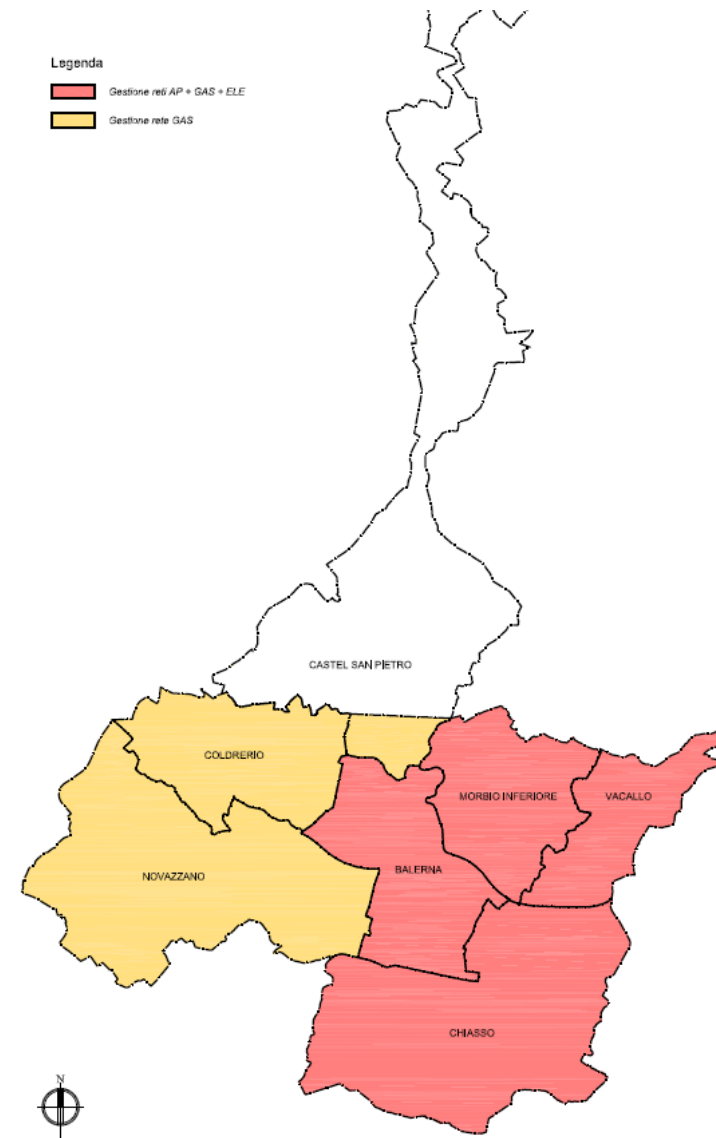 Legenda
Gestione reti AP + GAS + ELE
Gestione rete GAS
CASTEL SAN PIETRO
COLDRERIO
MORBIO INFERIORE
VACALLO
NOVAZZANO
BALERNA
CHIASSO
N